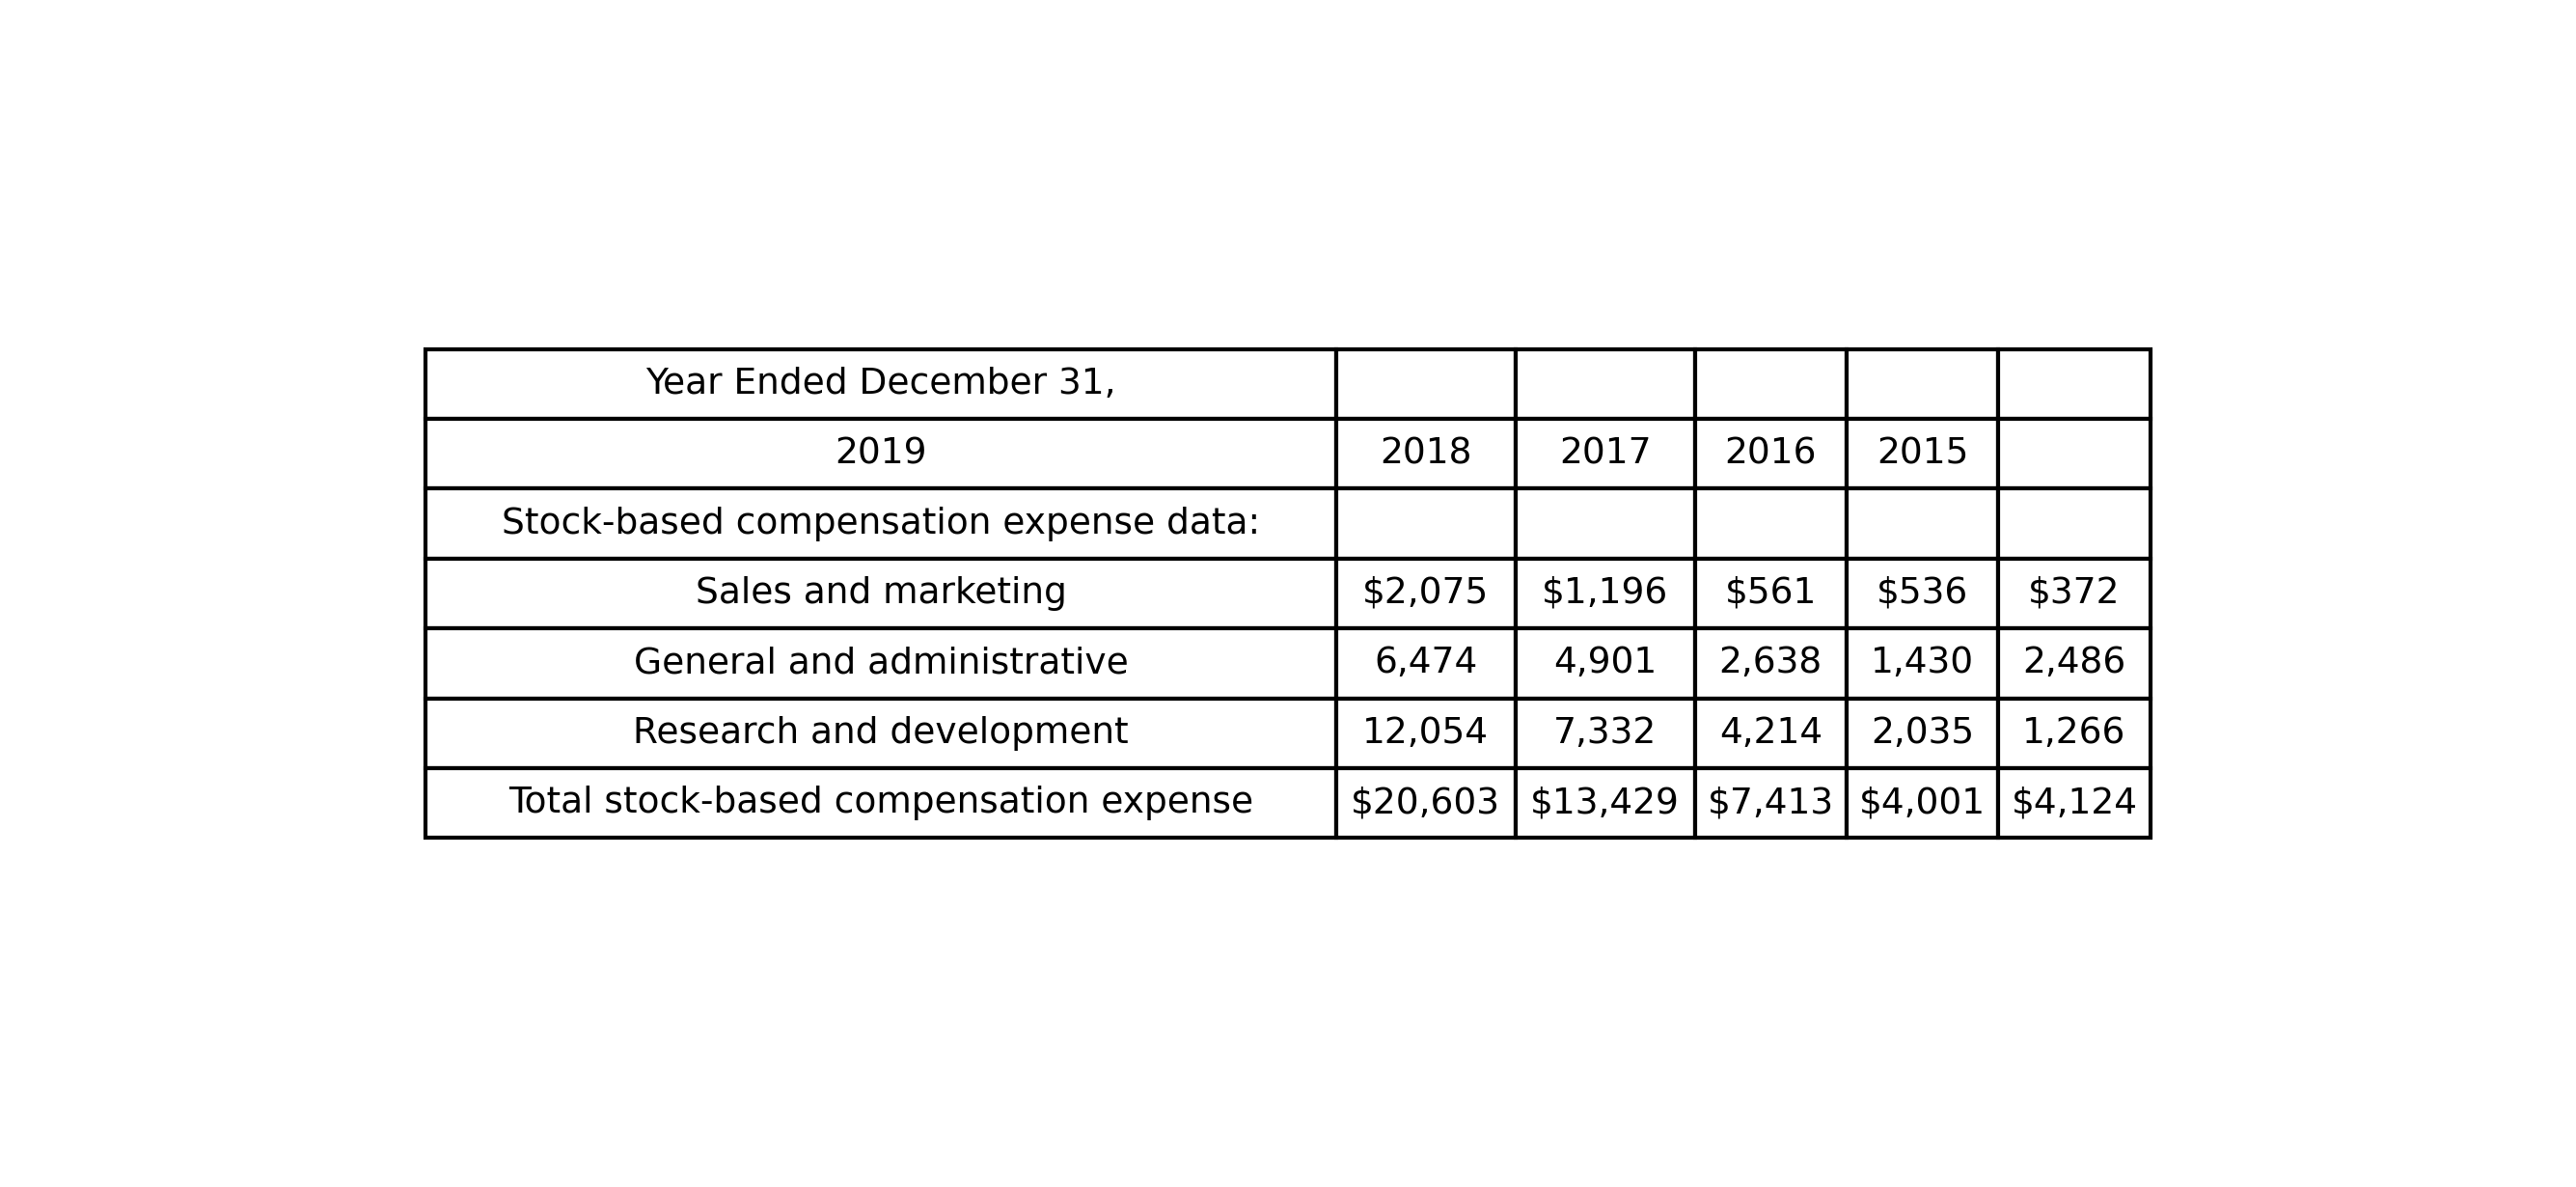 Year Ended December 31,
2019 2018 2017 2016 2015
Stock-based compensation expense data:
Sales and marketing $2,075 $1,196 $561 $536 $372
General and administrative 6,474 4,901 2,638 1,430 2,486
Research and development 12,054 7,332 4,214 2,035 1,266
Total stock-based compensation expense $20,603 $13,429 $7,413 $4,001 $4,124